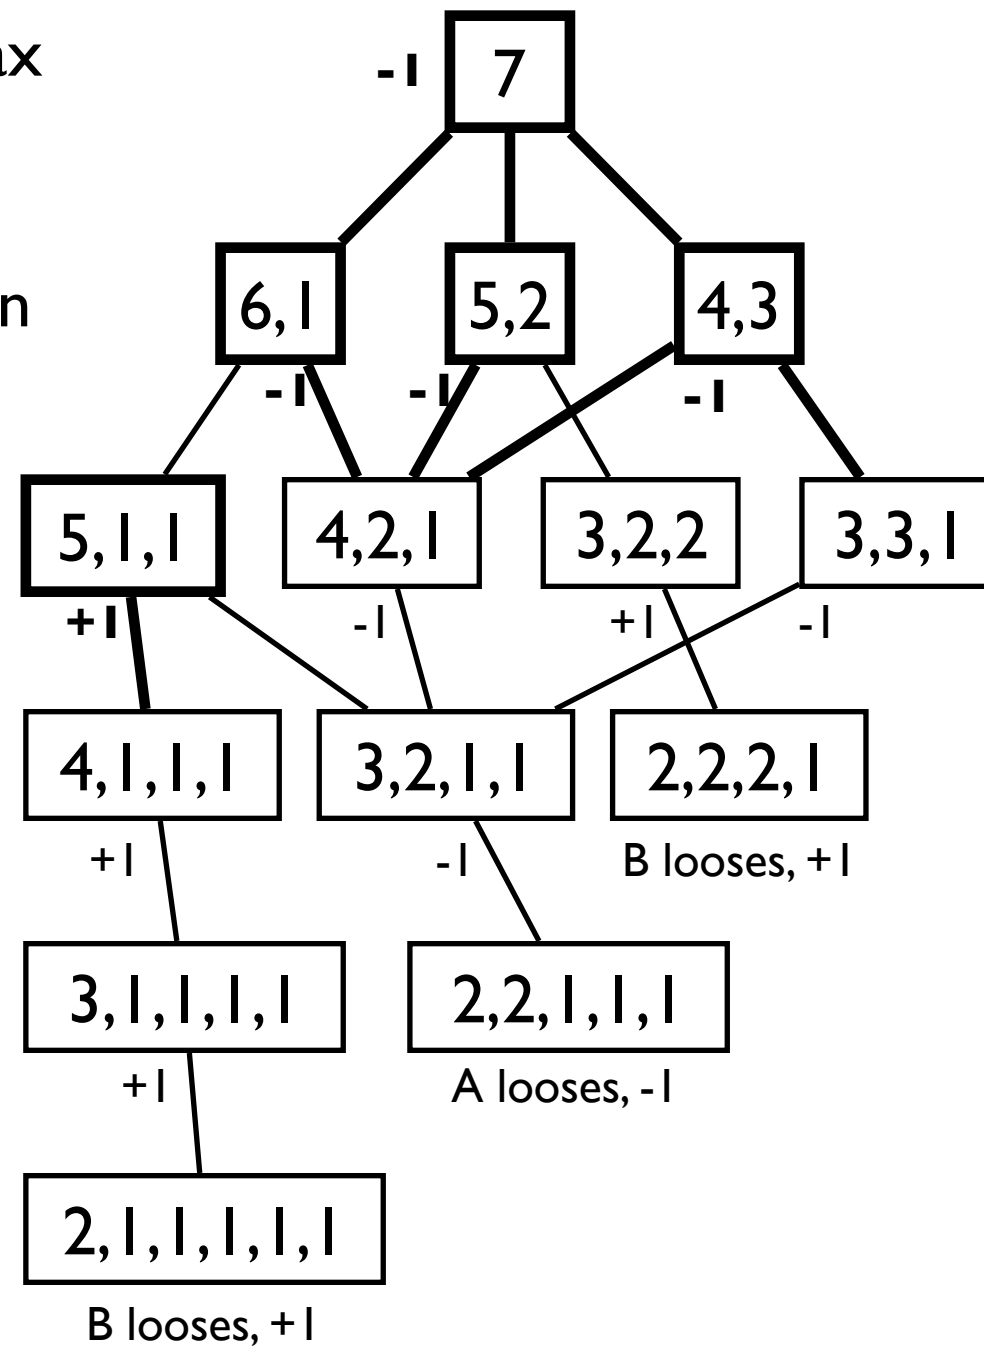 ax
-1 7
n
6,1 5,2 4,3
-1 -1 -1
5,1,1 4,2,1 3,2,2 3,3,1
+1 -1 +1 -1
4,1,1,1 3,2,1,1 2,2,2,1
+1 -1 B looses, +1
3,1,1,1,1 2,2,1,1,1
+1 A looses, -1
2,1,1,1,1,1
B looses, +1